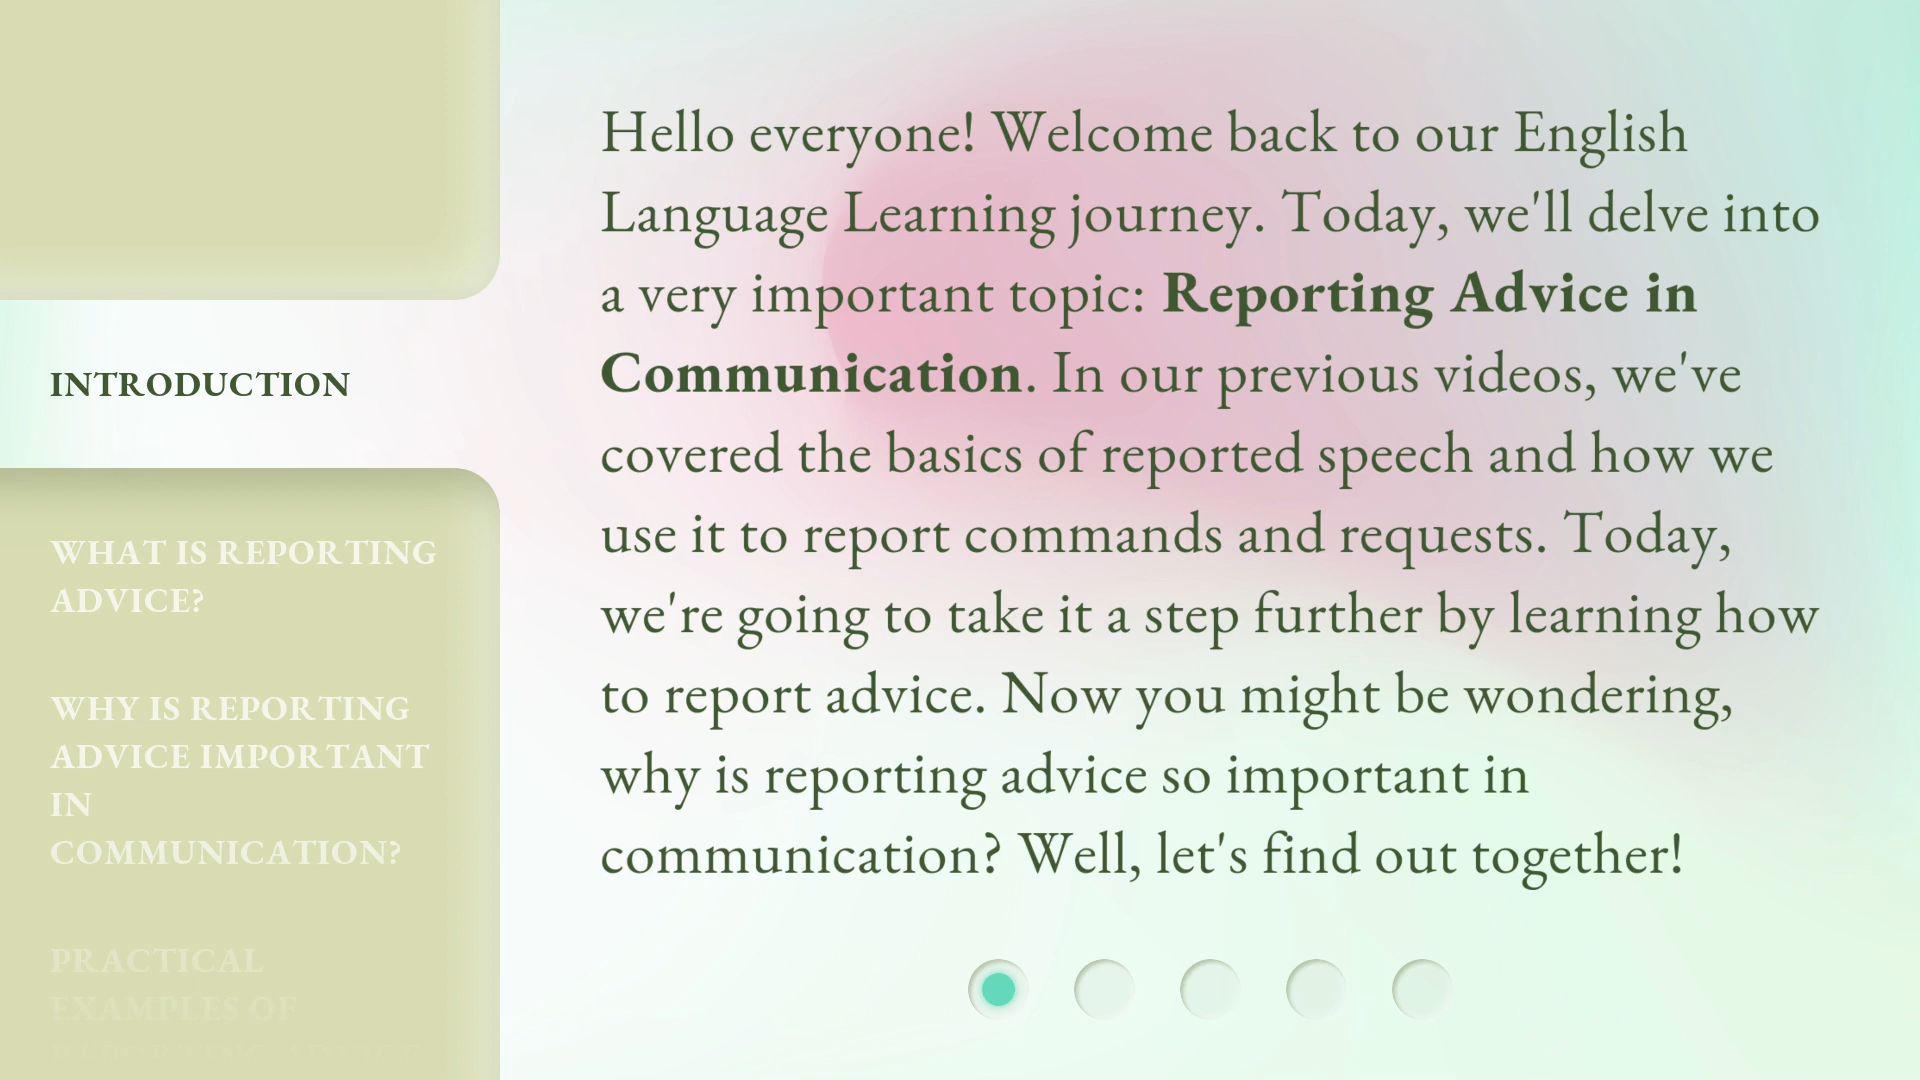 INTRODUCTION
WHAT IS REPORTING
ADVICE?
WHY IS REPORTING
ADVICE IMPORTANT
IN
COMMUNICATION?
PRACTICAL
EXAMPLES OF
REPORTING ADVICE
Hello everyone! Welcome back to our English
Language Learning journey. Today, we'll delve into
a very important topic: Reporting Advice in
Communication. In our previous videos, we've
covered the basics of reported speech and how we
use it to report commands and requests. Today,
we're going to take it a step further by learning how
to report advice. Now you might be wondering,
why is reporting advice so important in
communication? Well, let's find out together!